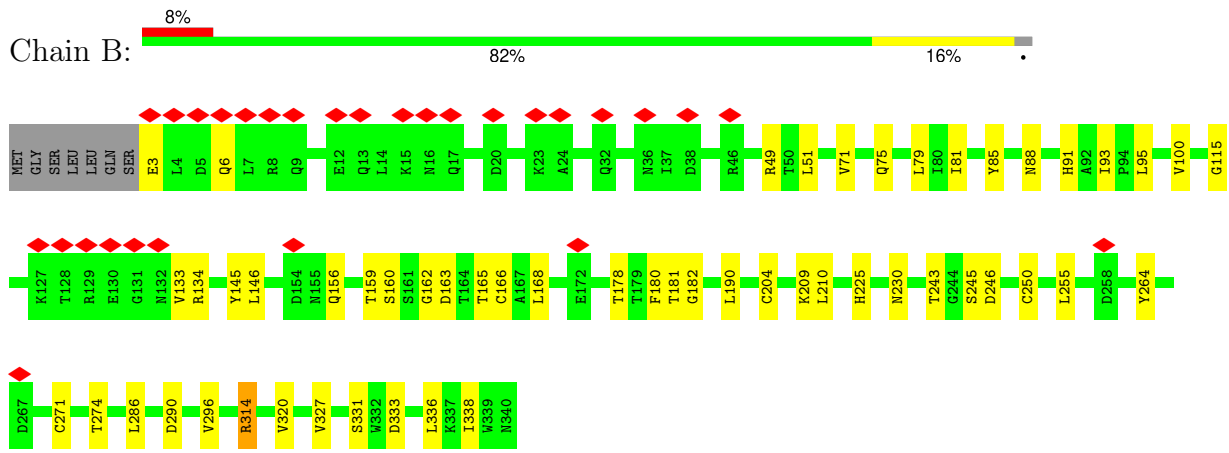 8%
Chain B:
82% 16% •
MET GLY SER LEU LEU GLN SER E3 L4 D5 Q6 L7 R8 Q9 E12 Q13 L14 K15 N16 Q17 D20 K23 A24 Q32 N36 I37 D38 R46 R49 T50 L51 V71 Q75 L79 I80 I81 Y85 N88 H91 A92 I93 P94 L95 V100 G115
K127 T128 R129 E130 G131 N132 V133 R134 Y145 L146 D154 N155 Q156 T159 S160 S161 G162 D163 T164 T165 C166 A167 L168 E172 T178 T179 F180 T181 G182 L190 C204 K209 L210 H225 N230 T243 G244 S245 D246 C250 L255 D258 Y264
D267 C271 T274 L286 D290 V296 R314 V320 V327 S331 W332 D333 L336 K337 I338 W339 N340